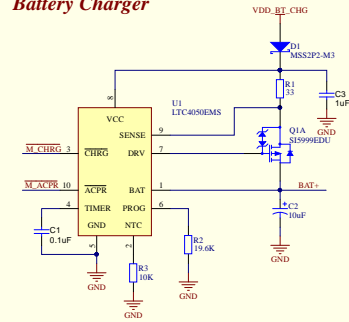 Battery Charger
VDD_BT_CHG
D1
MSS2P2-M3
R1
33
C3
1uF
GND
U1
LTC4050EMS
8
VCC
SENSE
9
Q1A
SI5999EDU
M_CHRG
3
CHRG
DRV
7
M_ACPR
10
ACPR
BAT
1
BAT+
4
TIMER
PROG
6
C1
0.1uF
GND
NTC
5
2
C2
10uF
R2
19.6K
GND
R3
10K
GND
GND
GND